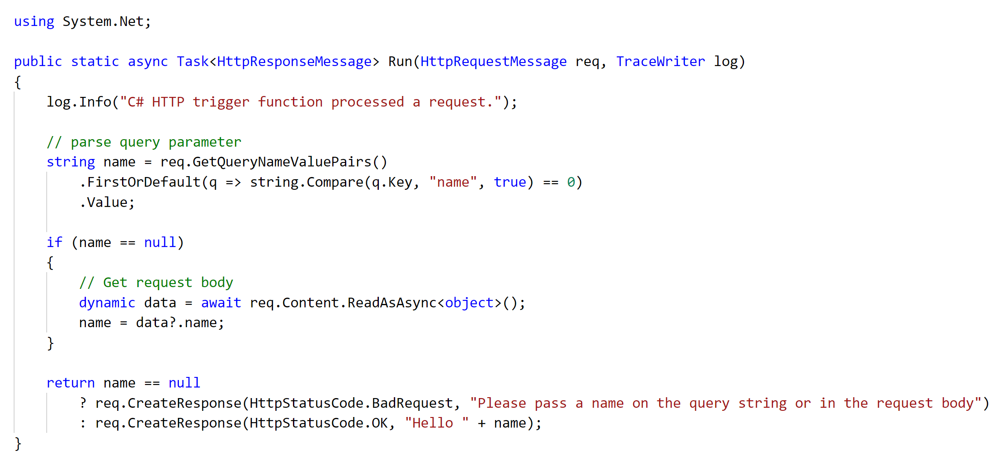 using System.Net;

public static async Task<HttpResponseMessage> Run(HttpRequestMessage req, TraceWriter log)
{
    log.Info("C# HTTP trigger function processed a request.");

    // parse query parameter
    string name = req.GetQueryNameValuePairs()
        .FirstOrDefault(q => string.Compare(q.Key, "name", true) == 0)
        .Value;

    if (name == null)
    {
        // Get request body
        dynamic data = await req.Content.ReadAsAsync<object>();
        name = data?.name;
    }

    return name == null
        ? req.CreateResponse(HttpStatusCode.BadRequest, "Please pass a name on the query string or in the request body")
        : req.CreateResponse(HttpStatusCode.OK, "Hello " + name);
}